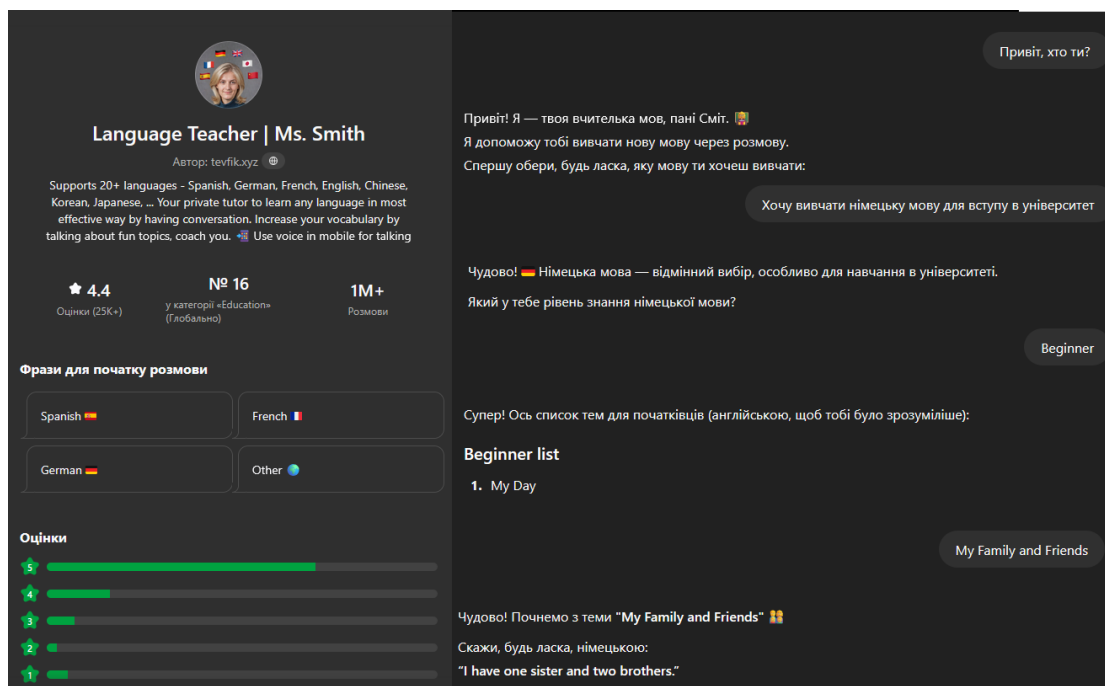 Language Teacher | Ms. Smith
Автор: tevfik.xyz
Supports 20+ languages - Spanish, German, French, English, Chinese,
Korean, Japanese, ... Your private tutor to learn any language in most
effective way by having conversation. Increase your vocabulary by
talking about fun topics, coach you. 📲 Use voice in mobile for talking
★ 4.4
Оцінки (25K+)
№ 16
у категорії «Education»
(Глобально)
1M+
Розмови
Фрази для початку розмови
Spanish 🇪🇸
French 🇫🇷
German 🇩🇪
Other 🌍
Оцінки
5
4
3
2
1
Привіт, хто ти?
Привіт! Я — твоя вчителька мов, пані Сміт. 👩‍🏫
Я допоможу тобі вивчати нову мову через розмову.
Спершу обери, будь ласка, яку мову ти хочеш вивчати:
Хочу вивчати німецьку мову для вступу в університет
Чудово! 🇩🇪 Німецька мова — відмінний вибір, особливо для навчання в університеті.
Який у тебе рівень знання німецької мови?
Beginner
Супер! Ось список тем для початківців (англійською, щоб тобі було зрозуміліше):
Beginner list
1. My Day
My Family and Friends
Чудово! Почнемо з теми "My Family and Friends" 👫
Скажи, будь ласка, німецькою:
"I have one sister and two brothers."